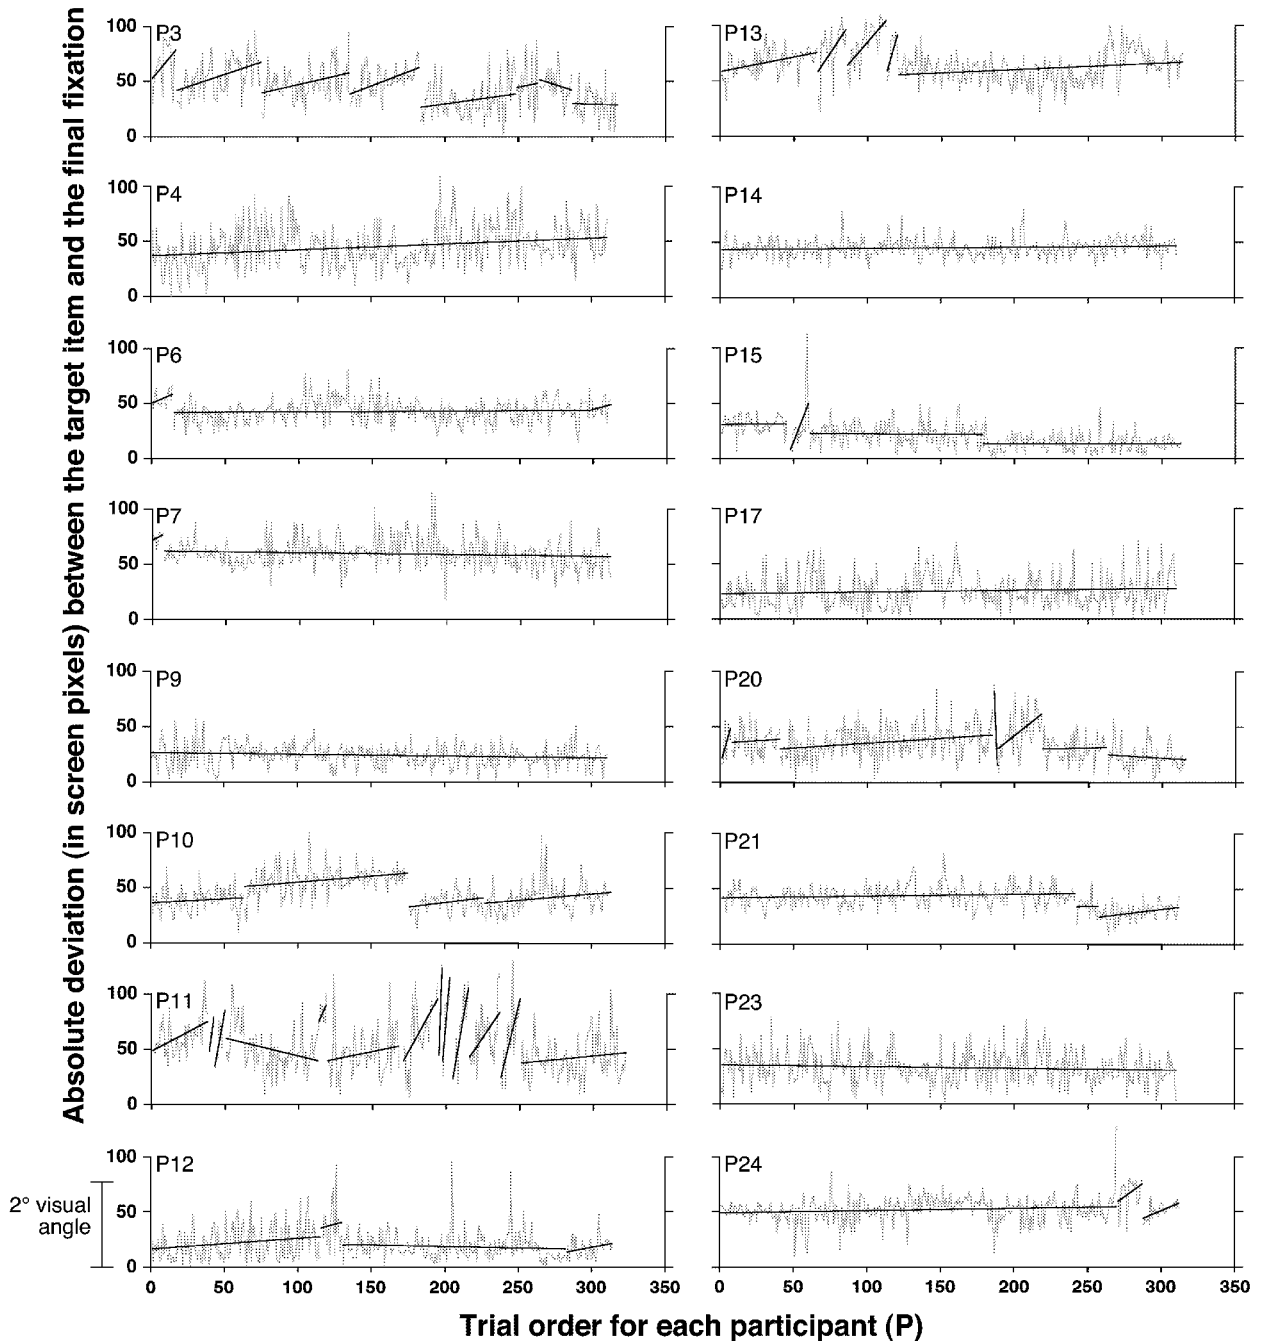 Absolute deviation (in screen pixels) between the target item and the final fixation
P3
100
50
0
P13
P4
100
50
0
P14
P6
100
50
0
P15
P7
100
50
0
P17
P9
100
50
0
P20
P10
100
50
0
P21
P11
100
50
0
P23
P12
100
50
0
P24
2° visual
angle
0 50 100 150 200 250 300 350
0 50 100 150 200 250 300 350
Trial order for each participant (P)